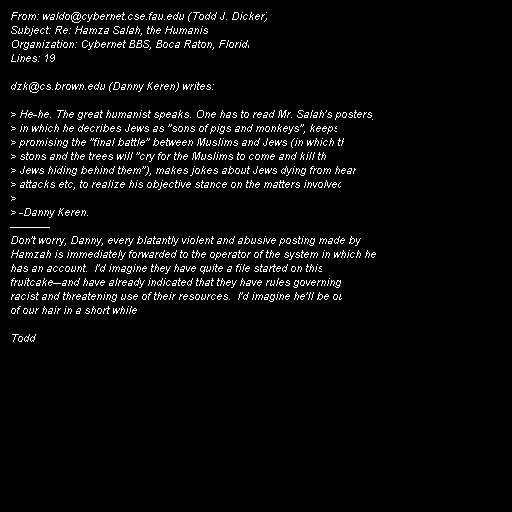 From: waldo@cybernet.cse.fau.edu (Todd J. Dicker)
Subject: Re: Hamza Salah, the Humanis
Organization: Cybernet BBS, Boca Raton, Florid
Lines: 19

dzk@cs.brown.edu (Danny Keren) writes:

> He-he. The great humanist speaks. One has to read Mr. Salah's posters
> in which he decribes Jews as "sons of pigs and monkeys", keeps
> promising the "final battle" between Muslims and Jews (in which th
> stons and the trees will "cry for the Muslims to come and kill th
> Jews hiding behind them"), makes jokes about Jews dying from hear
> attacks etc, to realize his objective stance on the matters involved
>
> -Danny Keren.
----------
Don't worry, Danny, every blatantly violent and abusive posting made by
Hamzah is immediately forwarded to the operator of the system in which he
has an account.  I'd imagine they have quite a file started on this
fruitcake--and have already indicated that they have rules governing
racist and threatening use of their resources.  I'd imagine he'll be ou
of our hair in a short while

Todd